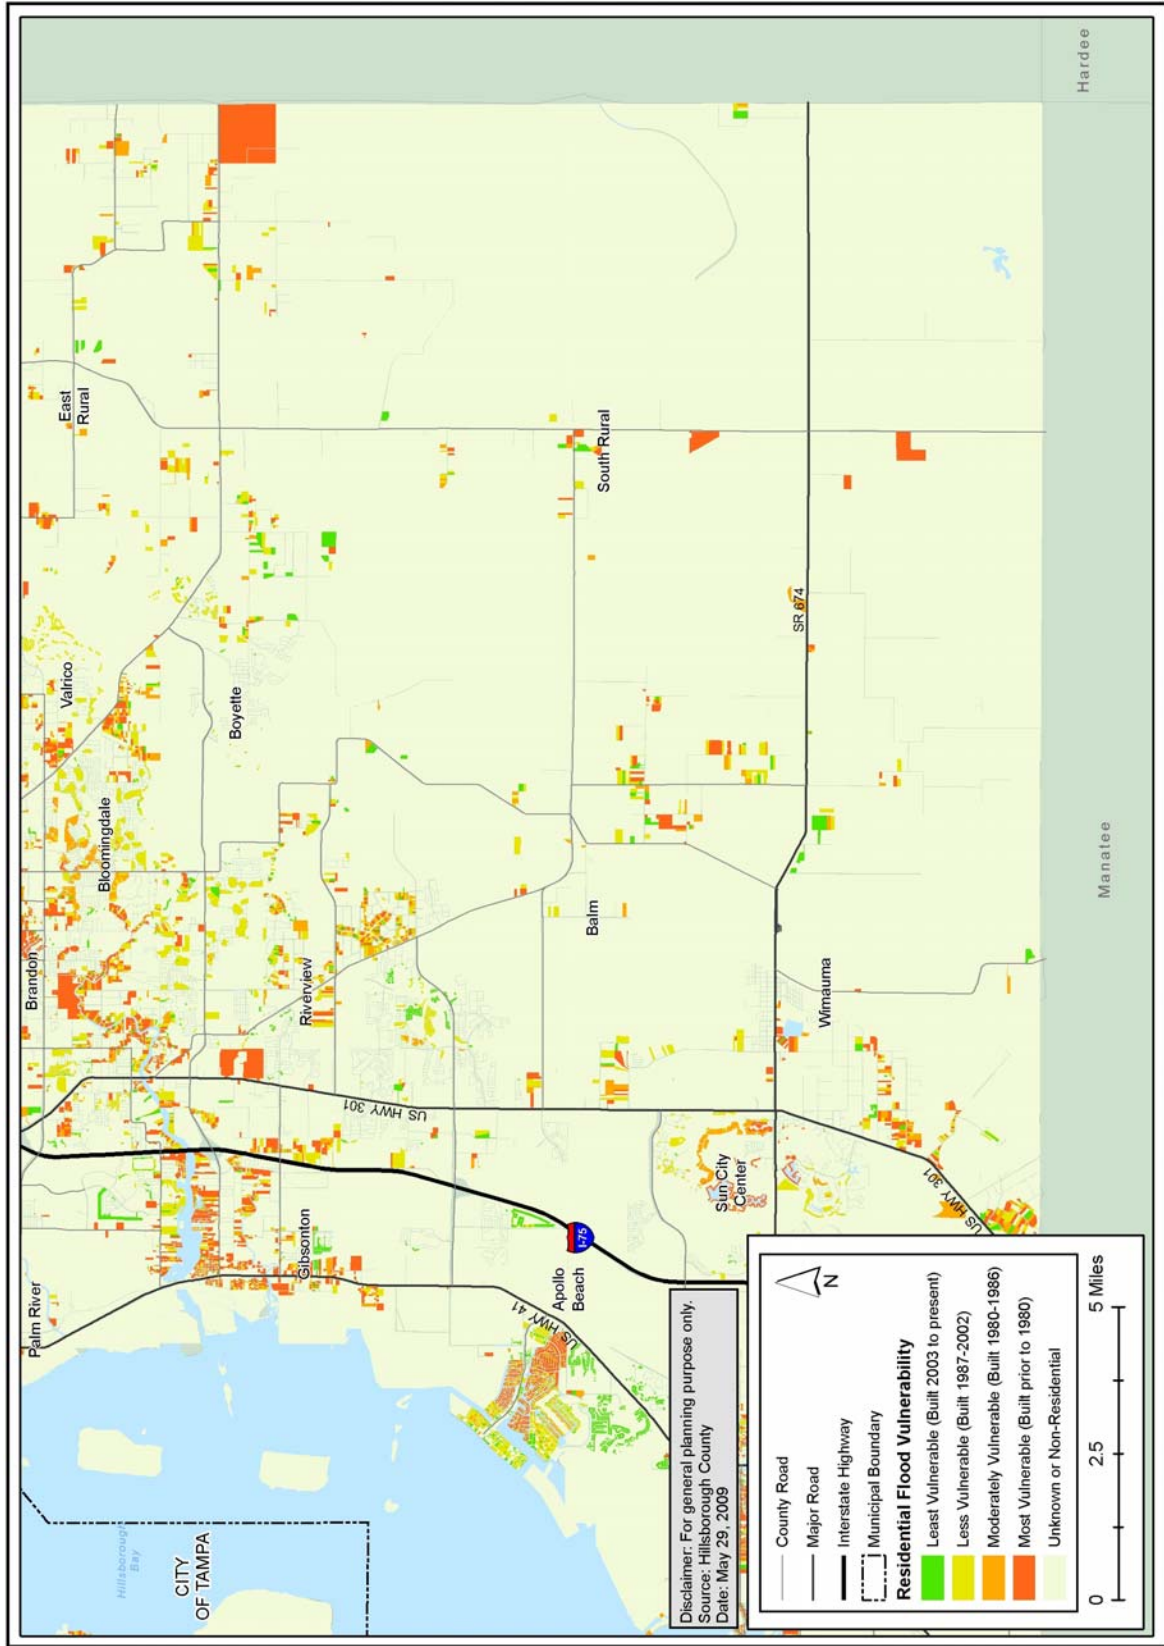 Hardee
Manatee
East
Rural
South Rural
SR 674
Valrico
Boyette
Bloomingdale
Brandon
Riverview
Balm
Wimauma
US HWY 301
Sun City
Center
US HWY 301
Gibsonton
I-75
Apollo
Beach
US HWY 41
Palm River
Hillsborough
Bay
CITY
OF TAMPA
Disclaimer: For general planning purpose only.
Source: Hillsborough County
Date: May 29, 2009
N
County Road
Major Road
Interstate Highway
Municipal Boundary
Residential Flood Vulnerability
Least Vulnerable (Built 2003 to present)
Less Vulnerable (Built 1987-2002)
Moderately Vulnerable (Built 1980-1986)
Most Vulnerable (Built prior to 1980)
Unknown or Non-Residential
0 2.5 5 Miles